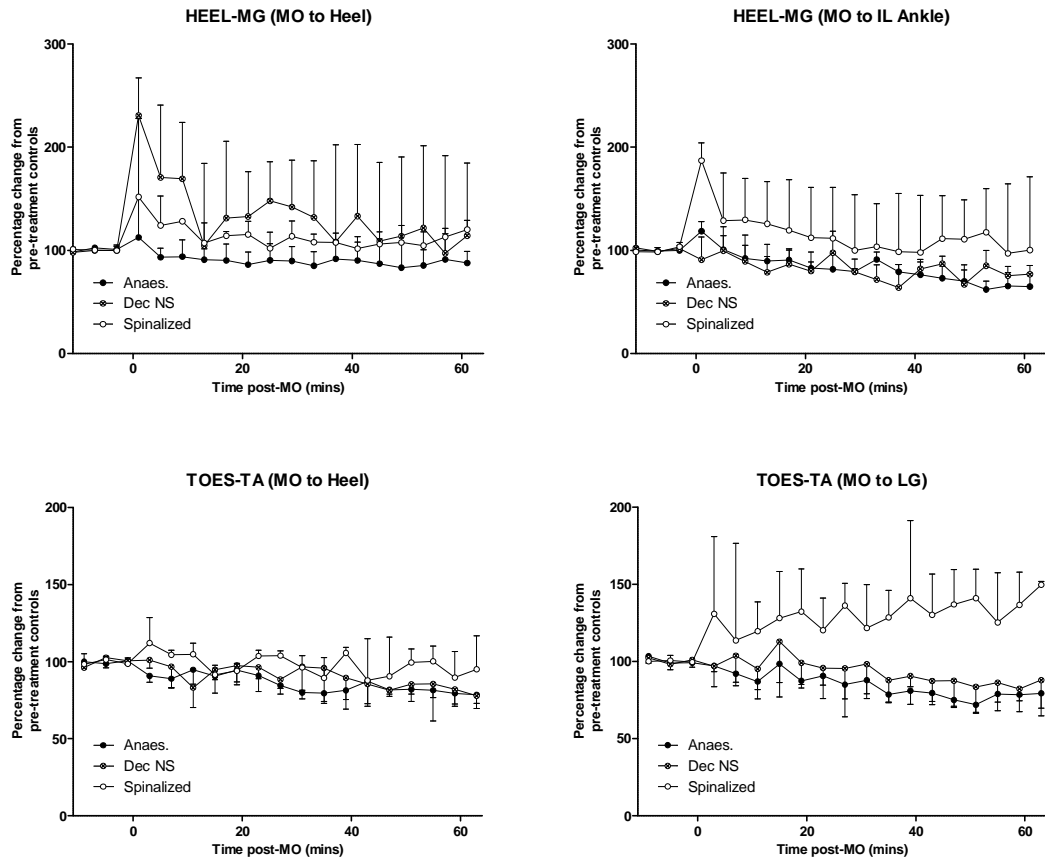 HEEL-MG (MO to Heel)
Percentage change from
pre-treatment controls
300
200
100
0
Anaes.
Dec NS
Spinalized
0 20 40 60
Time post-MO (mins)
HEEL-MG (MO to IL Ankle)
Percentage change from
pre-treatment controls
300
200
100
0
Anaes.
Dec NS
Spinalized
0 20 40 60
Time post-MO (mins)
TOES-TA (MO to Heel)
Percentage change from
pre-treatment controls
200
150
100
50
0
Anaes.
Dec NS
Spinalized
0 20 40 60
Time post-MO (mins)
TOES-TA (MO to LG)
Percentage change from
pre-treatment controls
200
150
100
50
0
Anaes.
Dec NS
Spinalized
0 20 40 60
Time post-MO (mins)